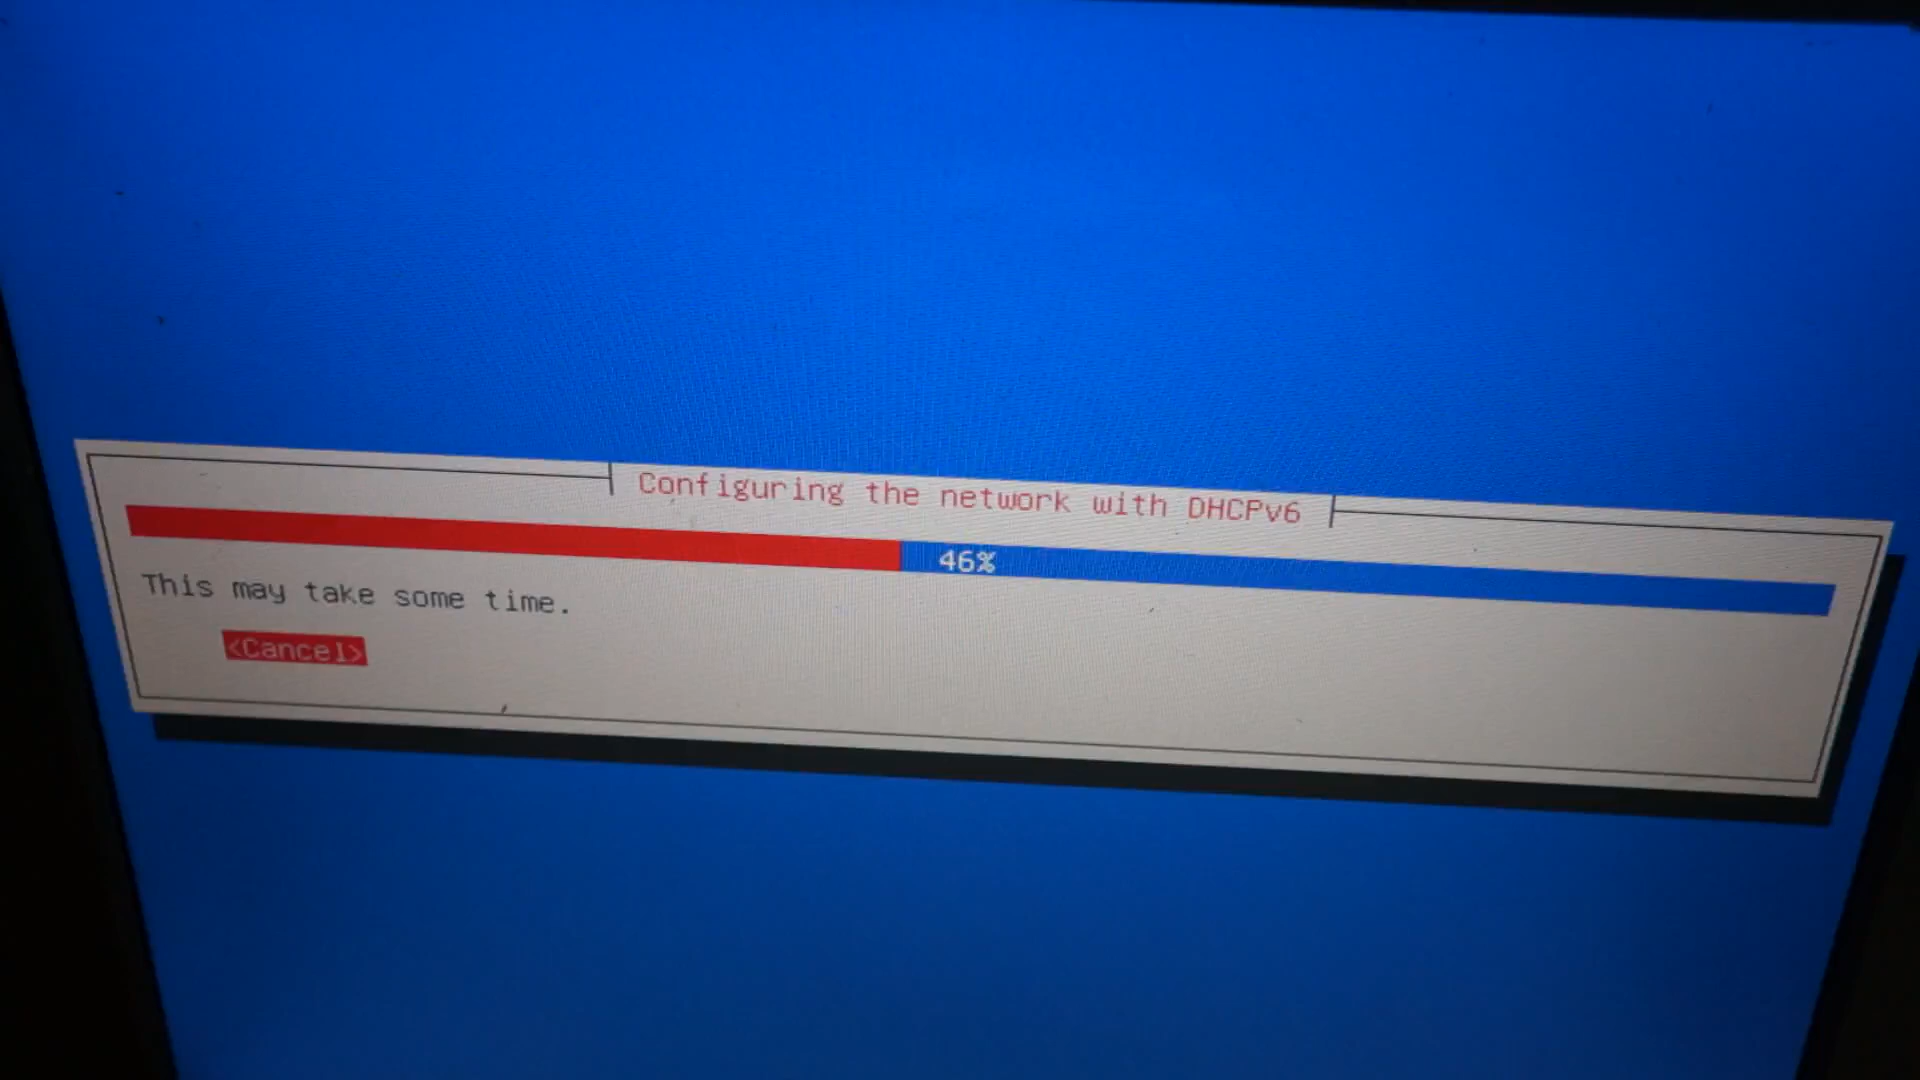 Configuring the network with DHCPv6
46%
This may take some time.
<Cancel>